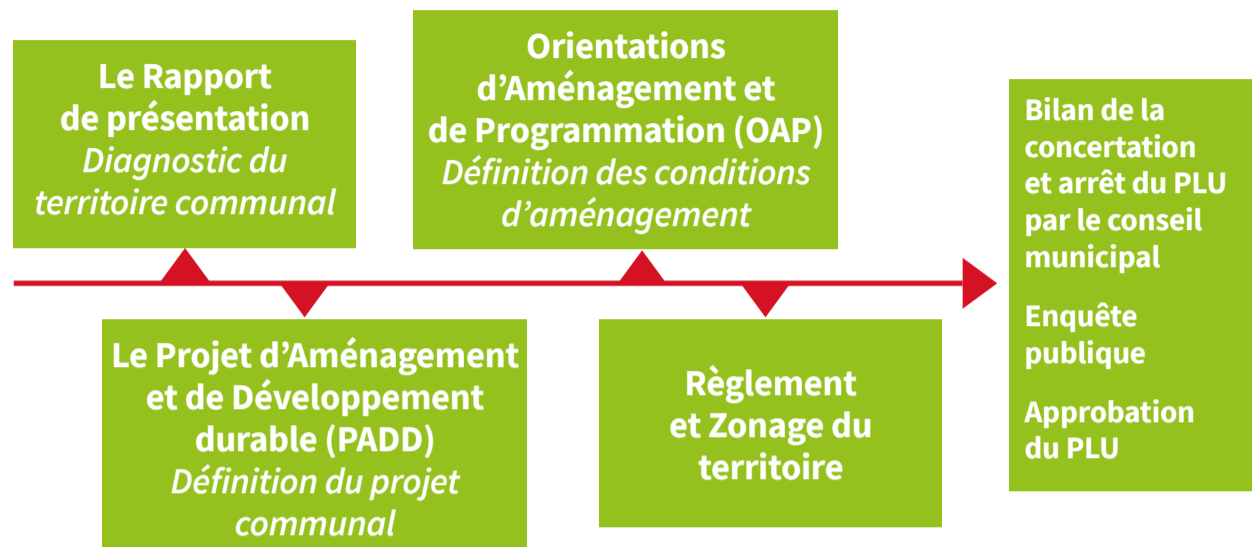 Le Rapport
de présentation
Diagnostic du
territoire communal
Le Projet d’Aménagement
et de Développement
durable (PADD)
Définition du projet
communal
Orientations
d’Aménagement et
de Programmation (OAP)
Définition des conditions
d’aménagement
Règlement
et Zonage du
territoire
Bilan de la
concertation
et arrêt du PLU
par le conseil
municipal
Enquête
publique
Approbation
du PLU